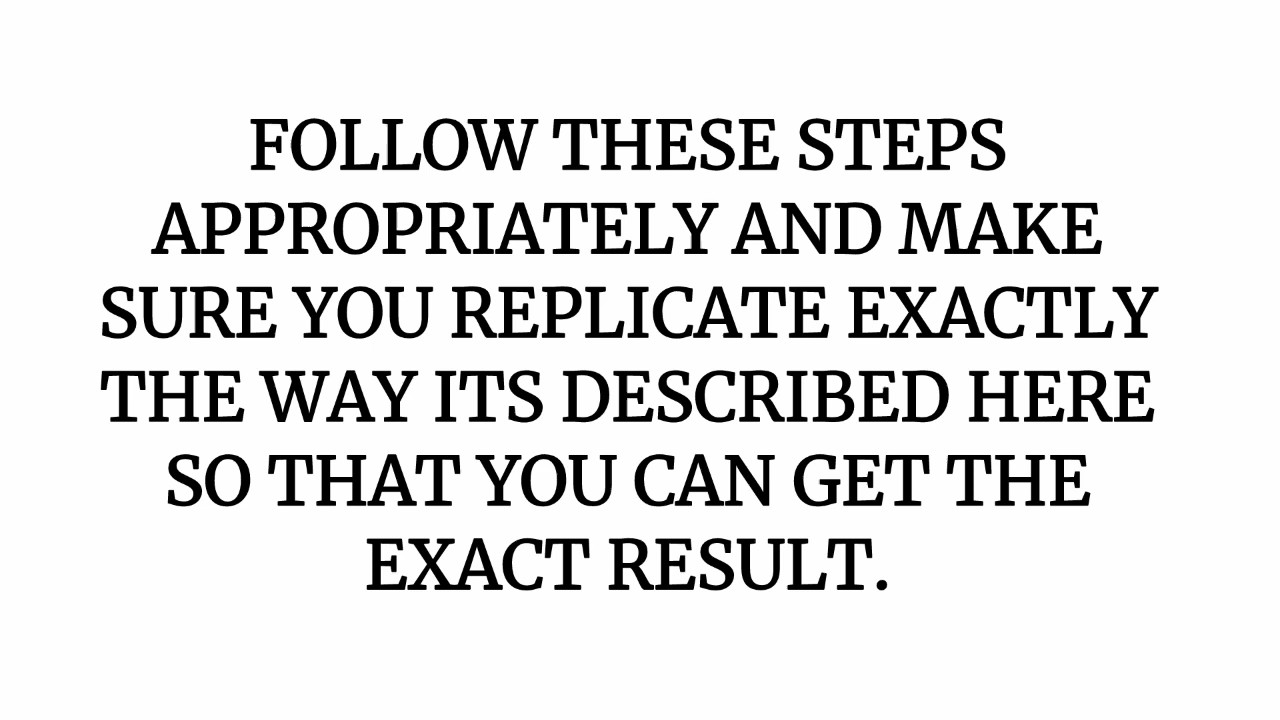 FOLLOW THESE STEPS
APPROPRIATELY AND MAKE
SURE YOU REPLICATE EXACTLY
THE WAY ITS DESCRIBED HERE
SO THAT YOU CAN GET THE
EXACT RESULT.